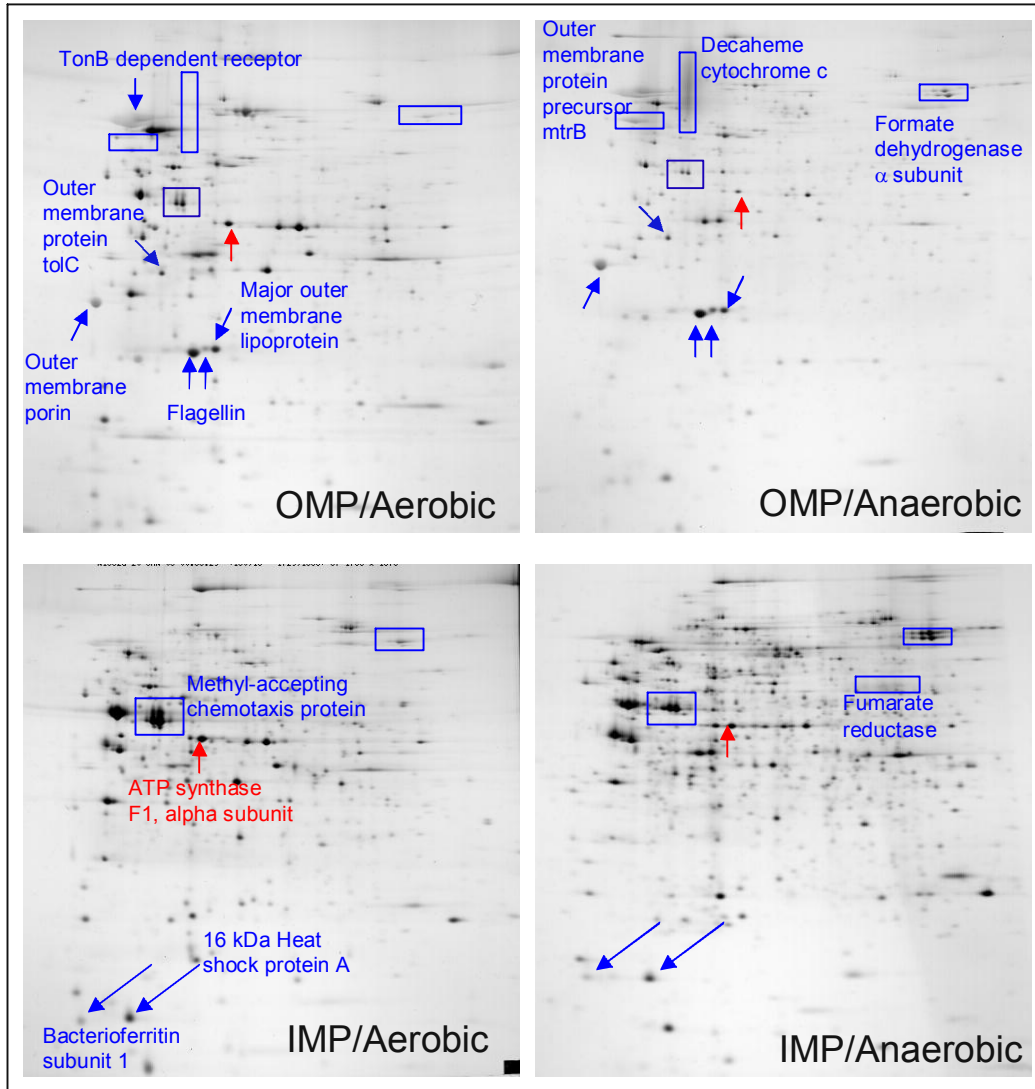 TonB dependent receptor
Outer
membrane
protein
tolC
Major outer
membrane
lipoprotein
Outer
membrane
porin
Flagellin
OMP/Aerobic
Outer
membrane
protein
precursor
mtrB
Decaheme
cytochrome c
Formate
dehydrogenase
α subunit
OMP/Anaerobic
Methyl-accepting
chemotaxis protein
ATP synthase
F1, alpha subunit
16 kDa Heat
shock protein A
Bacterioferritin
subunit 1
IMP/Aerobic
Fumarate
reductase
IMP/Anaerobic